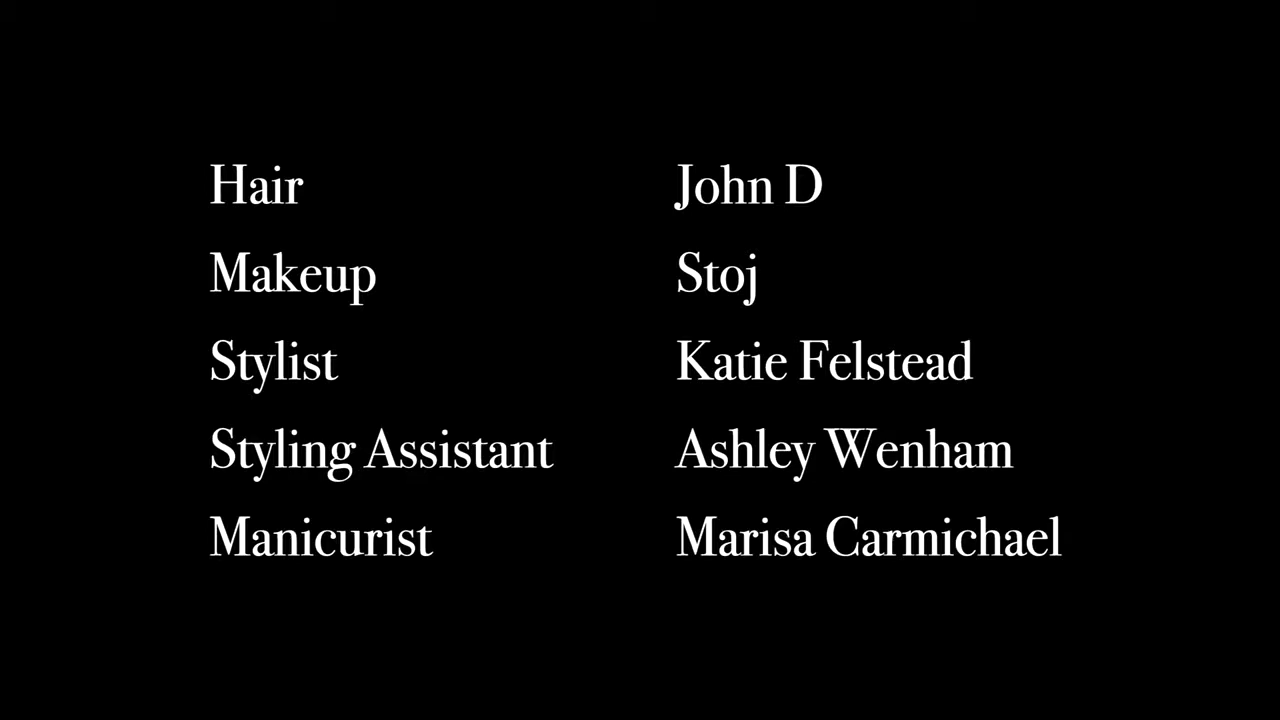 Hair John D
Makeup Stoj
Stylist Katie Felstead
Styling Assistant Ashley Wenham
Manicurist Marisa Carmichael